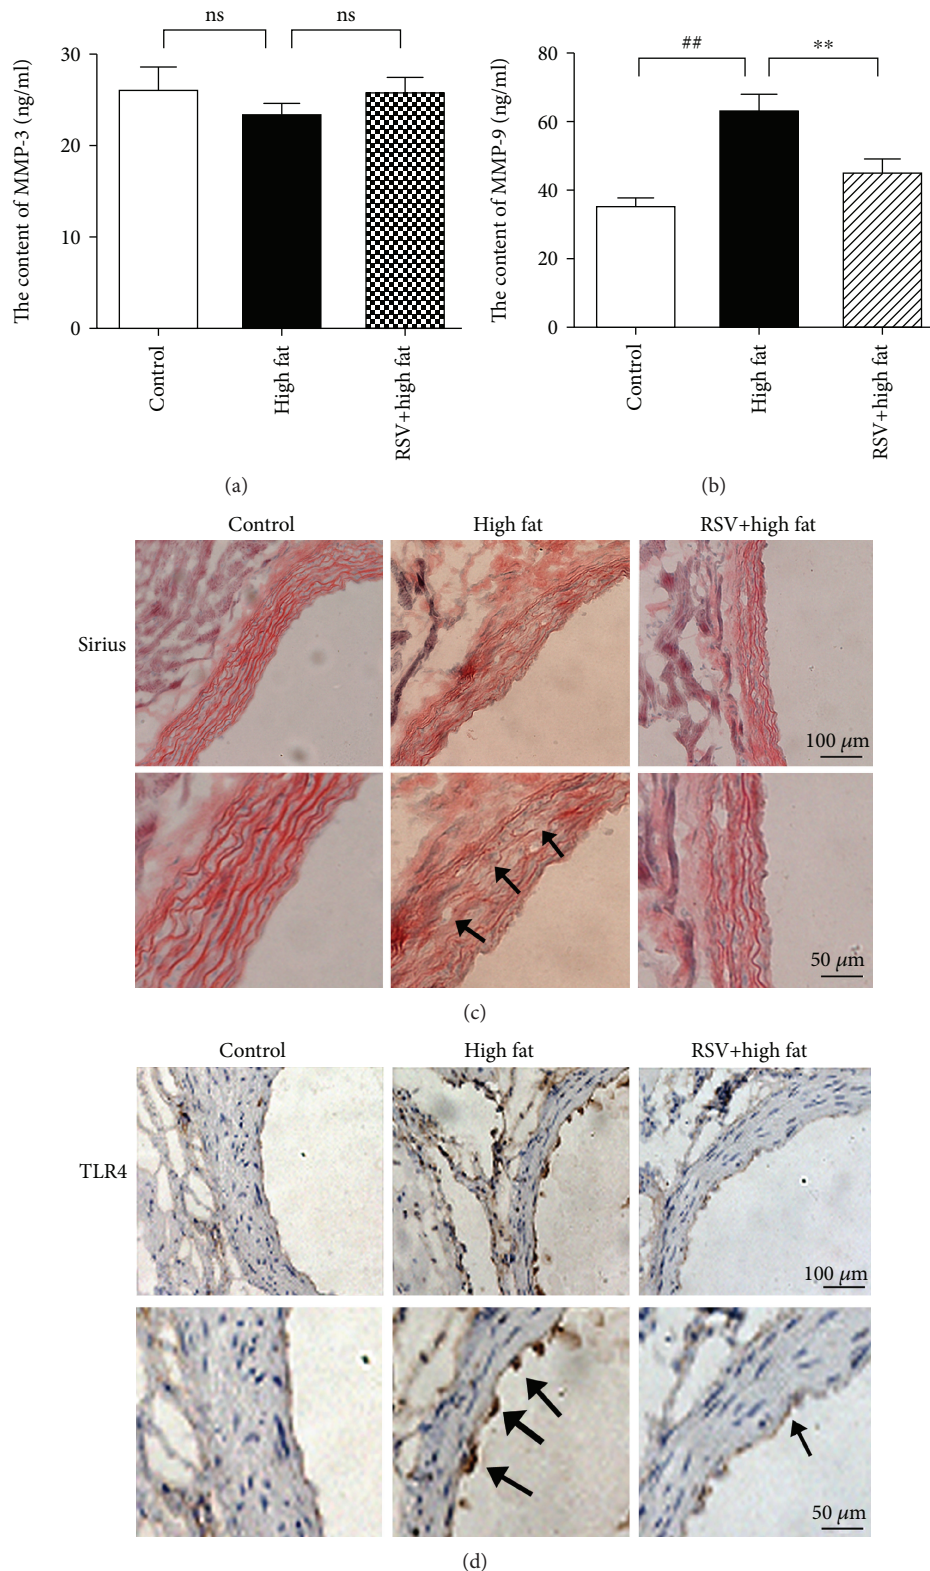 ns
ns
The content of MMP-3 (ng/ml)
30
20
10
0
Control
High fat
RSV+high fat
(a)
##
**
The content of MMP-9 (ng/ml)
80
60
40
20
0
Control
High fat
RSV+high fat
(b)
Control
High fat
RSV+high fat
Sirius
100 μm
50 μm
(c)
Control
High fat
RSV+high fat
TLR4
100 μm
50 μm
(d)